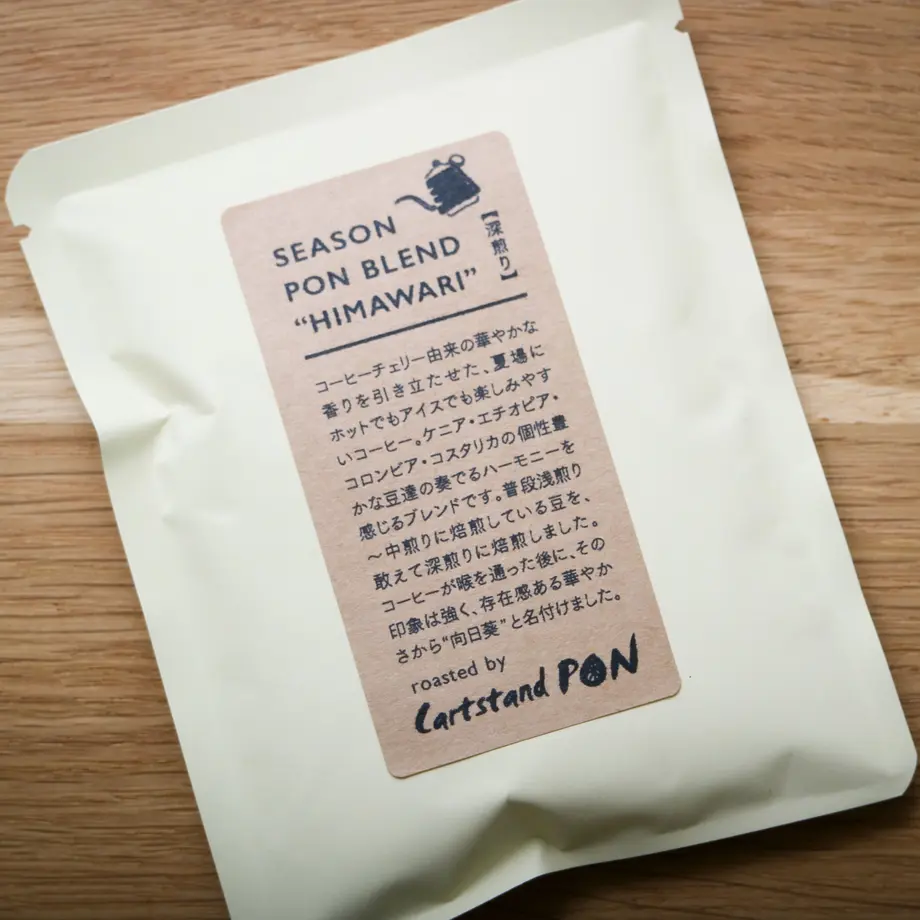 SEASON
PON BLEND
“HIMAWARI”
【深煎り】
コーヒーチェリー由来の華やかな
香りを引き立たせた、夏場に
ホットでもアイスでも楽しみやす
いコーヒー。ケニア・エチオピア・
コロンビア・コスタリカの個性豊
かな豆達の奏でるハーモニーを
感じるブレンドです。普段浅煎り
～中煎りに焙煎している豆を、
敢えて深煎りに焙煎しました。
コーヒーが喉を通った後に、その
印象は強く、存在感ある華やか
さから“向日葵”と名付けました。
roasted by
Cartstand PON